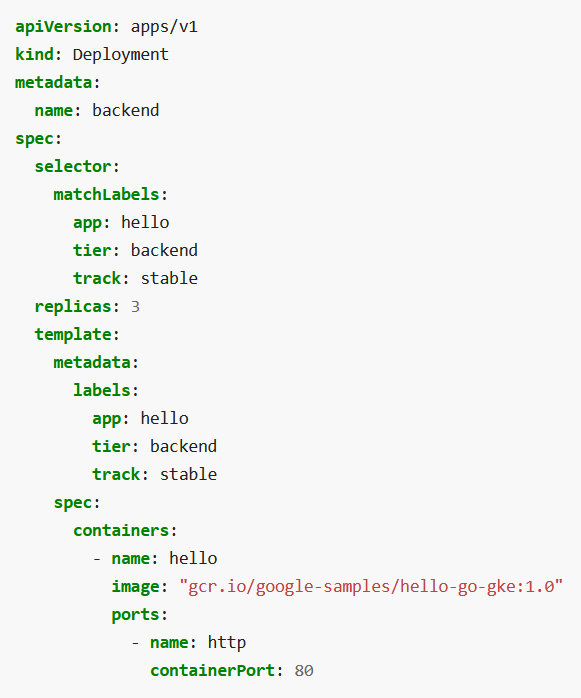 apiVersion: apps/v1
kind: Deployment
metadata:
  name: backend
spec:
  selector:
    matchLabels:
      app: hello
      tier: backend
      track: stable
  replicas: 3
  template:
    metadata:
      labels:
        app: hello
        tier: backend
        track: stable
    spec:
      containers:
        - name: hello
          image: "gcr.io/google-samples/hello-go-gke:1.0"
          ports:
            - name: http
              containerPort: 80